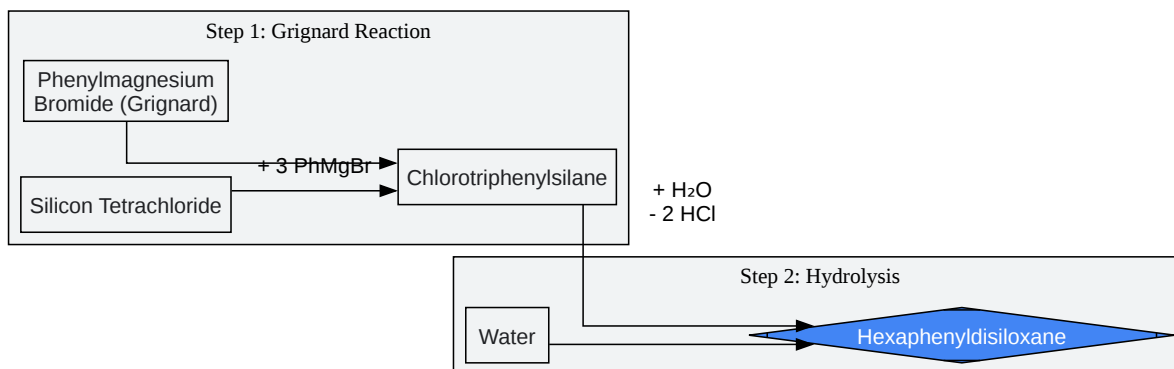 Step 1: Grignard Reaction
Phenylmagnesium
Bromide (Grignard)
+ 3 PhMgBr
Chlorotriphenylsilane
Silicon Tetrachloride
+ H₂O
- 2 HCl
Step 2: Hydrolysis
Water
Hexaphenyldisiloxane